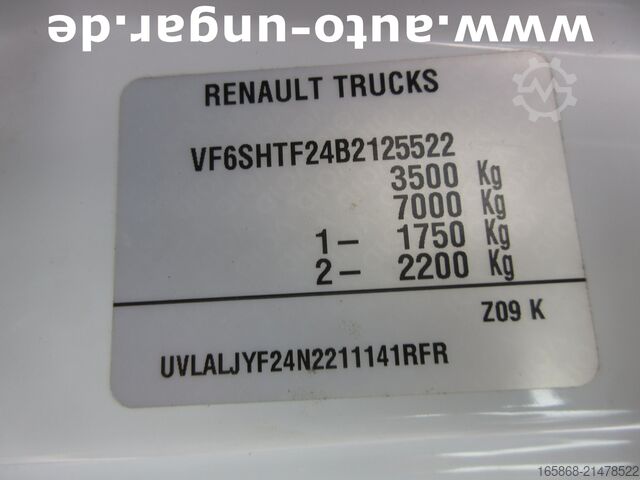 www.auto-ungar.de
RENAULT TRUCKS
VF6SHTF24B2125522
3500 Kg
7000 Kg
1- 1750 Kg
2- 2200 Kg
Z09 K
UVLALJYF24N2211141RFR
165868-21478522